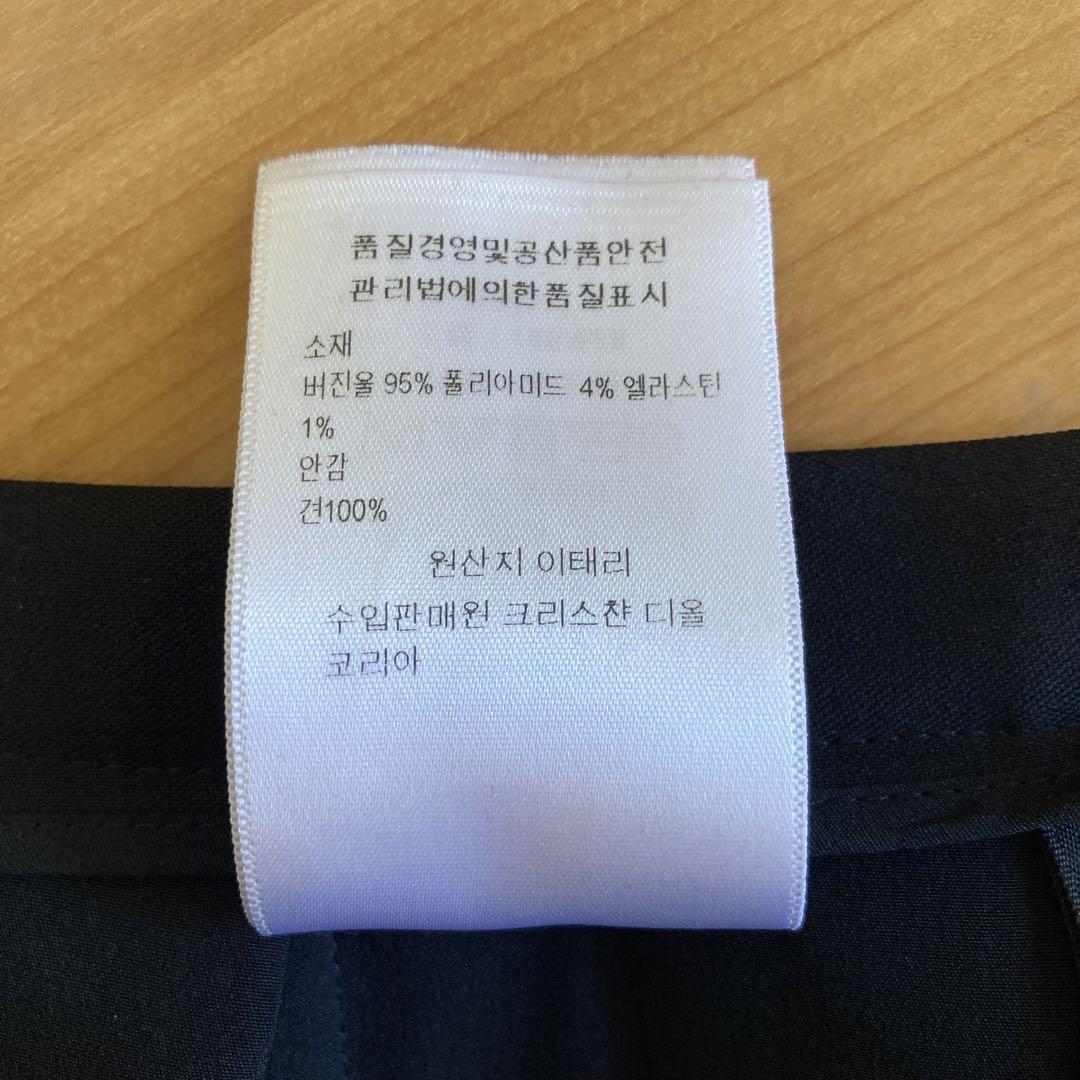 품질경영및공산품안전
관리법에의한품질표시
소재
버진울 95% 폴리아미드 4% 엘라스틴
1%
안감
견100%
원산지 이태리
수입판매원 크리스챤 디올
코리아